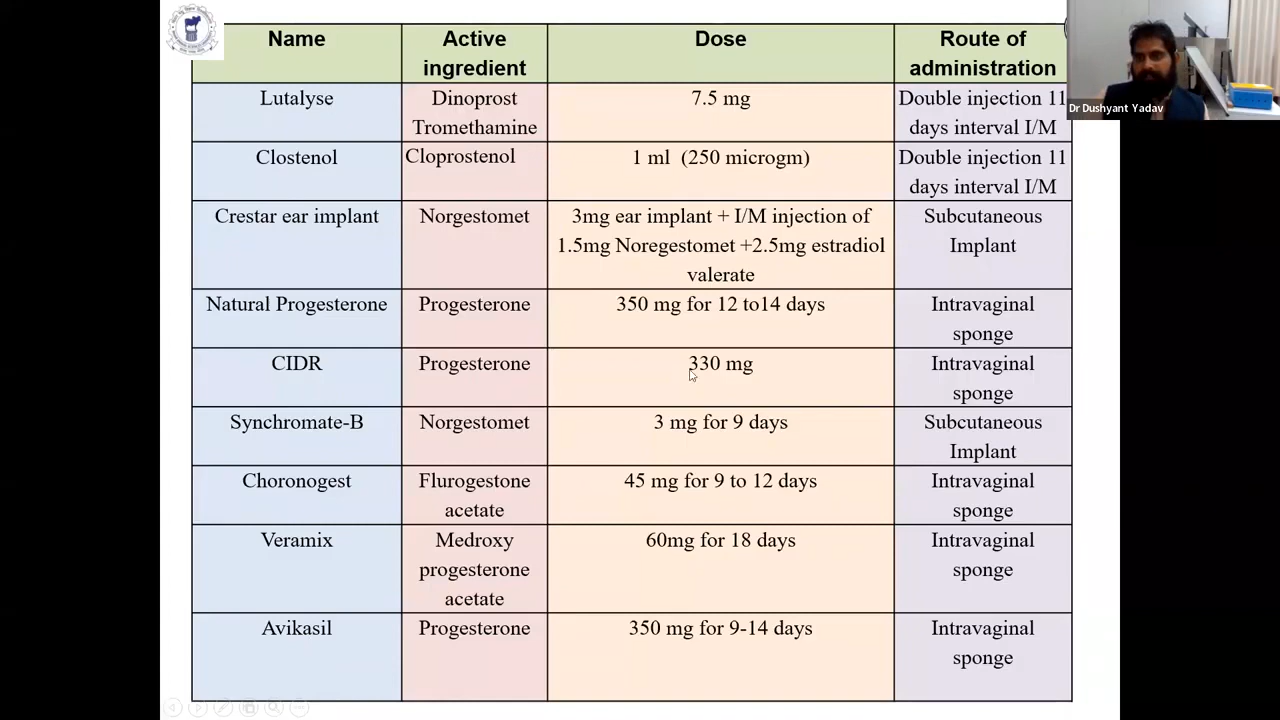 Name
Active
ingredient
Dose
Route of
administration
Lutalyse
Dinoprost
Tromethamine
7.5 mg
Double injection 11
days interval I/M
Clostenol
Cloprostenol
1 ml (250 microgm)
Double injection 11
days interval I/M
Crestar ear implant
Norgestomet
3mg ear implant + I/M injection of
1.5mg Noregestomet +2.5mg estradiol
valerate
Subcutaneous
Implant
Natural Progesterone
Progesterone
350 mg for 12 to14 days
Intravaginal
sponge
CIDR
Progesterone
330 mg
Intravaginal
sponge
Synchromate-B
Norgestomet
3 mg for 9 days
Subcutaneous
Implant
Choronogest
Flurogestone
acetate
45 mg for 9 to 12 days
Intravaginal
sponge
Veramix
Medroxy
progesterone
acetate
60mg for 18 days
Intravaginal
sponge
Avikasil
Progesterone
350 mg for 9-14 days
Intravaginal
sponge
Dr Dushyant Yadav